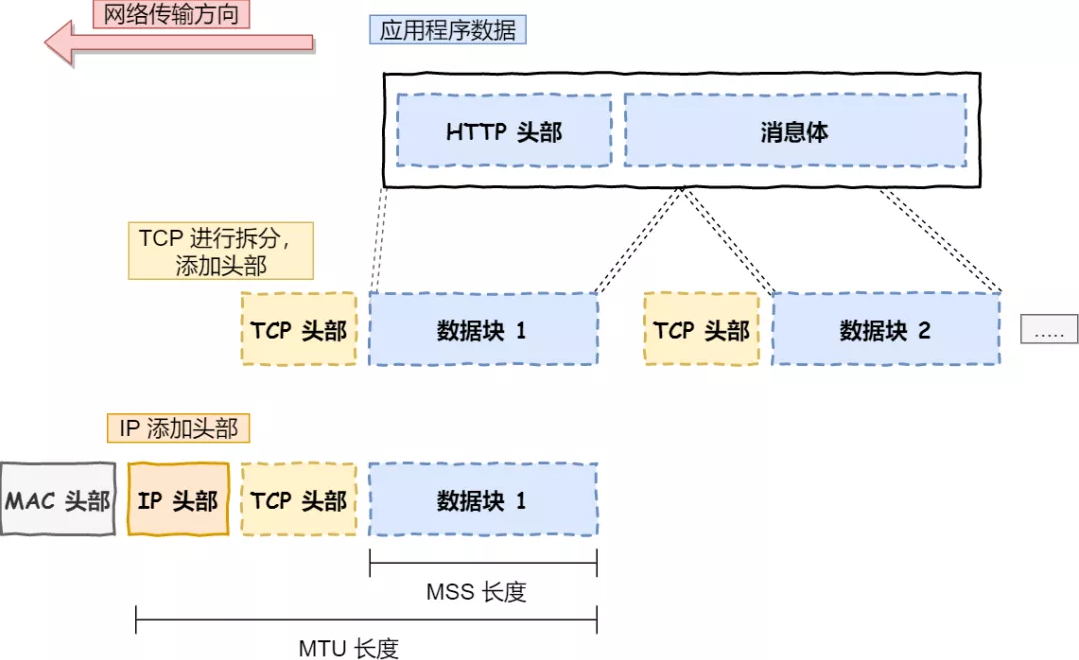 网络传输方向
应用程序数据
HTTP 头部
消息体
TCP 进行拆分，
添加头部
TCP 头部
数据块 1
TCP 头部
数据块 2
.....
IP 添加头部
MAC 头部
IP 头部
TCP 头部
数据块 1
MSS 长度
MTU 长度